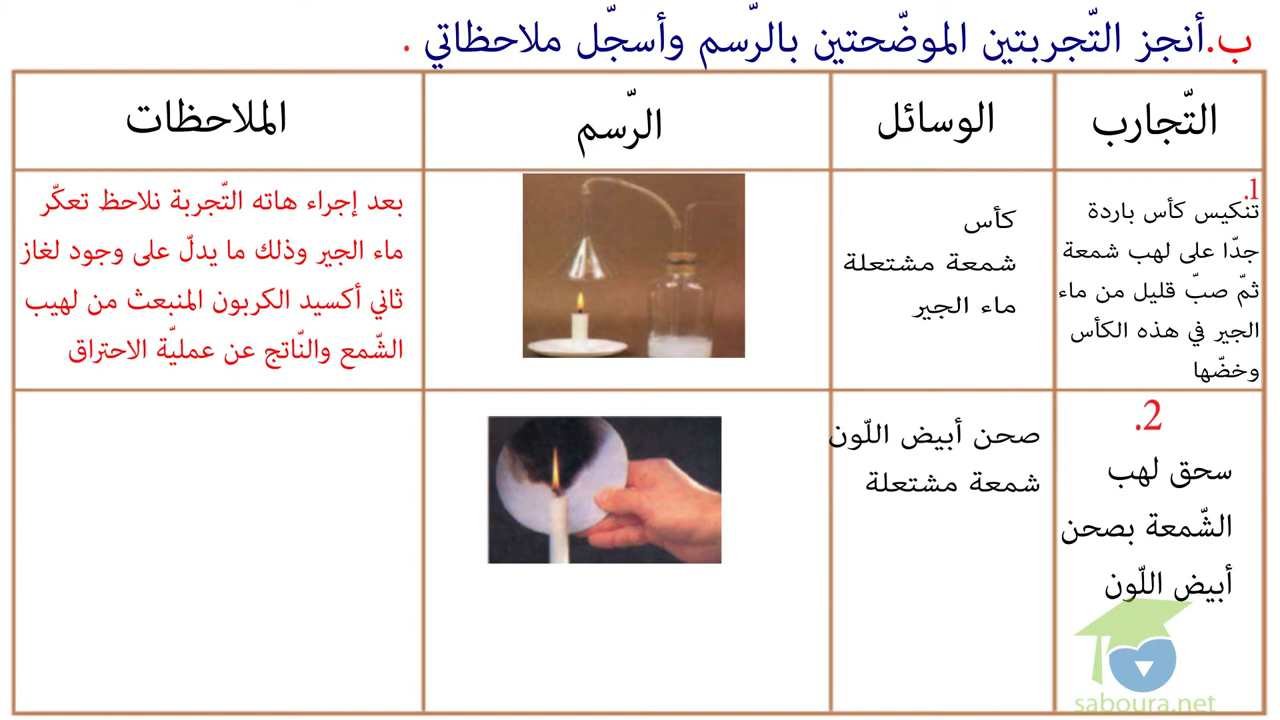 ب.أنجز التّجربتين الموضّحتين بالرّسم وأسجّل ملاحظاتي .
التّجارب
الوسائل
الرّسم
الملاحظات
1.
تنكيس كأس باردة
جدّا على لهب شمعة
ثمّ صبّ قليل من ماء
الجير في هذه الكأس
وخضّها
كأس
شمعة مشتعلة
ماء الجير
بعد إجراء هاته التّجربة نلاحظ تعكّر
ماء الجير وذلك ما يدلّ على وجود لغاز
ثاني أكسيد الكربون المنبعث من لهيب
الشّمع والنّاتج عن عمليّة الاحتراق
2.
سحق لهب
الشّمعة بصحن
أبيض اللّون
صحن أبيض اللّون
شمعة مشتعلة
saboura.net